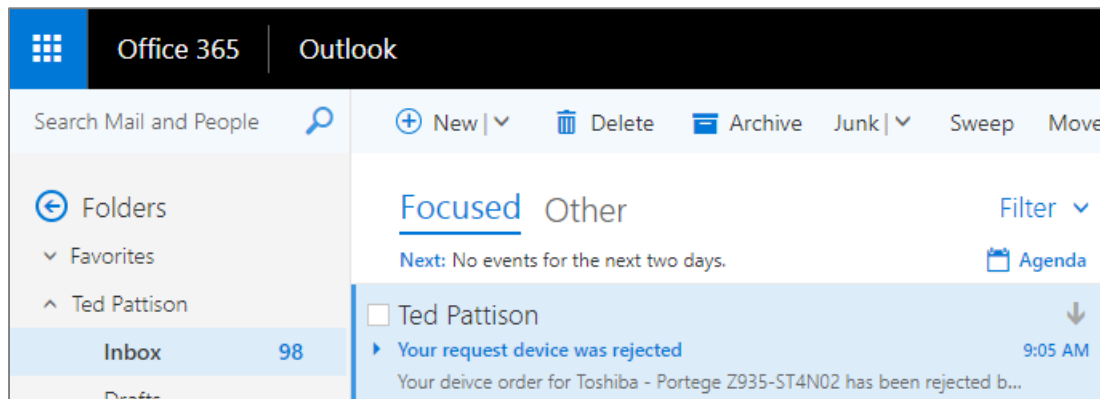 Office 365 Outlook
Search Mail and People
New Delete Archive Junk Sweep Move
Folders
Favorites
Ted Pattison
Inbox 98
Drafts
Focused Other Filter
Next: No events for the next two days. Agenda
Ted Pattison
Your request device was rejected 9:05 AM
Your deivce order for Toshiba - Portege Z935-ST4N02 has been rejected b...